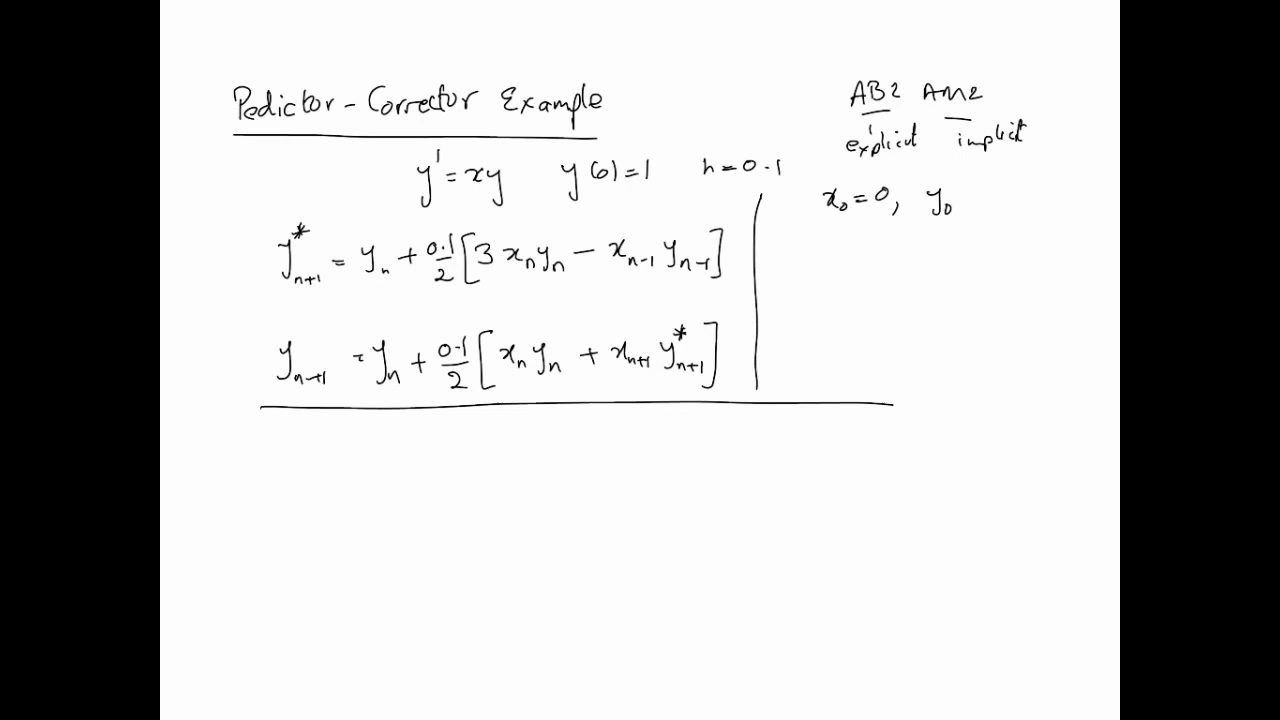 Pedictor - Corrector Example
AB2 AM2
explicit implicit
y' = xy y(0)=1 h=0.1
x₀=0, y₀
y*ₙ₊₁ = yₙ + 0.1/2 [3 xₙyₙ − xₙ₋₁ yₙ₋₁]
yₙ₊₁ = yₙ + 0.1/2 [xₙ yₙ + xₙ₊₁ y*ₙ₊₁]